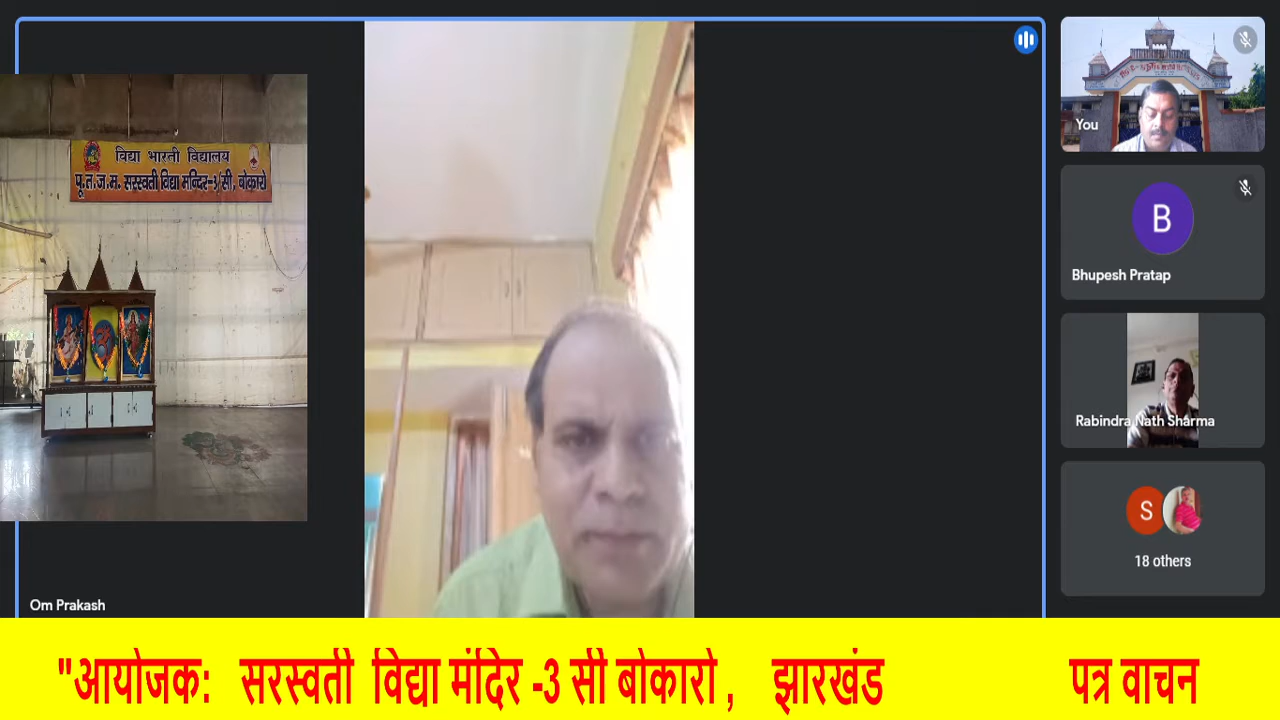 विद्या भारती विद्यालय
पू.त.ज.म. सरस्वती विद्या मन्दिर-3/सी, बोकारो
You
B
Bhupesh Pratap
Rabindra Nath Sharma
S
18 others
Om Prakash
"आयोजक: सरस्वती विद्या मंदिर -3 सी बोकारो , झारखंड पत्र वाचन